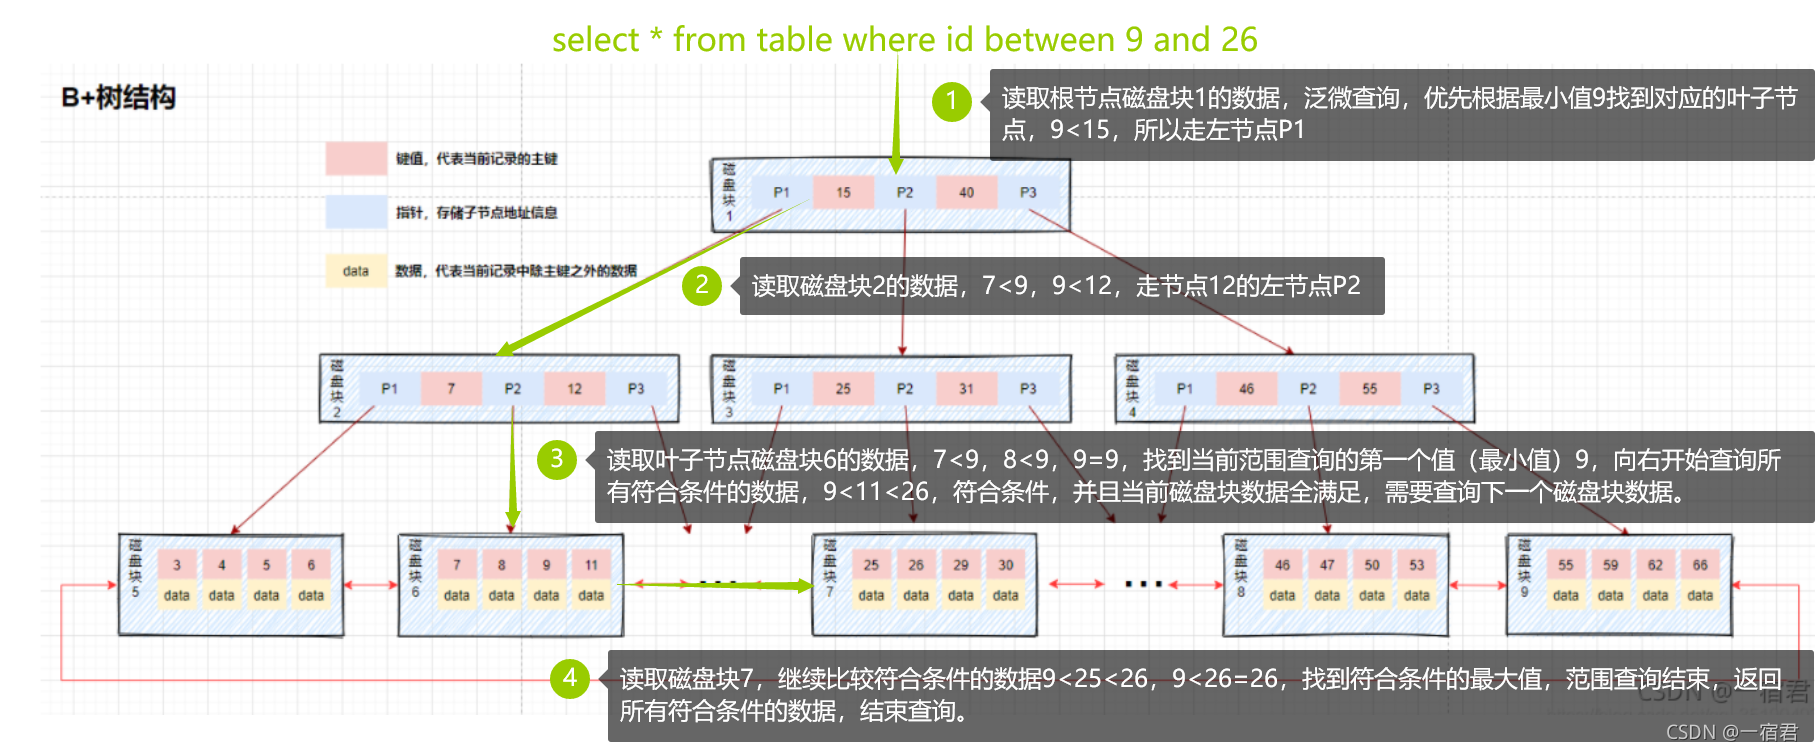 select * from table where id between 9 and 26
B+树结构
1
读取根节点磁盘块1的数据，泛微查询，优先根据最小值9找到对应的叶子节
点，9<15，所以走左节点P1
键值，代表当前记录的主键
指针，存储子节点地址信息
data 数据，代表当前记录中除主键之外的数据
磁盘块1 P1 15 P2 40 P3
2
读取磁盘块2的数据，7<9，9<12，走节点12的左节点P2
磁盘块2 P1 7 P2 12 P3
磁盘块3 P1 25 P2 31 P3
磁盘块4 P1 46 P2 55 P3
3
读取叶子节点磁盘块6的数据，7<9，8<9，9=9，找到当前范围查询的第一个值（最小值）9，向右开始查询所
有符合条件的数据，9<11<26，符合条件，并且当前磁盘块数据全满足，需要查询下一个磁盘块数据。
磁盘块5 3 4 5 6
data data data data
磁盘块6 7 8 9 11
data data data data
...
磁盘块7 25 26 29 30
data data data data
...
磁盘块8 46 47 50 53
data data data data
磁盘块9 55 59 62 66
data data data data
4
读取磁盘块7，继续比较符合条件的数据9<25<26，9<26=26，找到符合条件的最大值，范围查询结束，返回
所有符合条件的数据，结束查询。
CSDN @一宿君
CSDN @一宿君